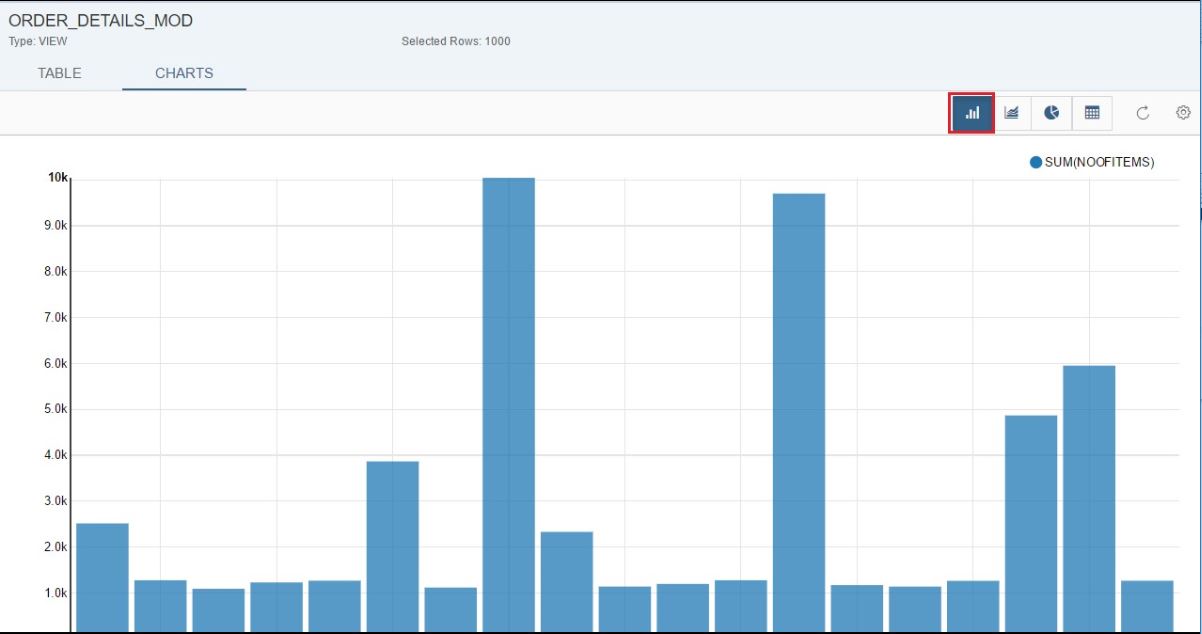 ORDER_DETAILS_MOD
Type: VIEW Selected Rows: 1000
TABLE CHARTS
SUM(NOOFITEMS)
10k
9.0k
8.0k
7.0k
6.0k
5.0k
4.0k
3.0k
2.0k
1.0k